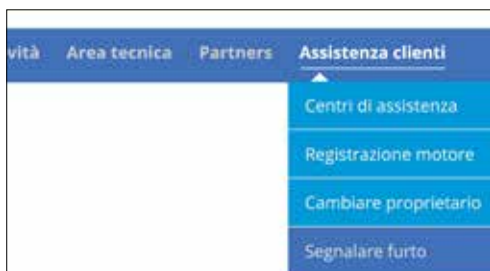 vità Area tecnica Partners Assistenza clienti
Centri di assistenza
Registrazione motore
Cambiare proprietario
Segnalare furto